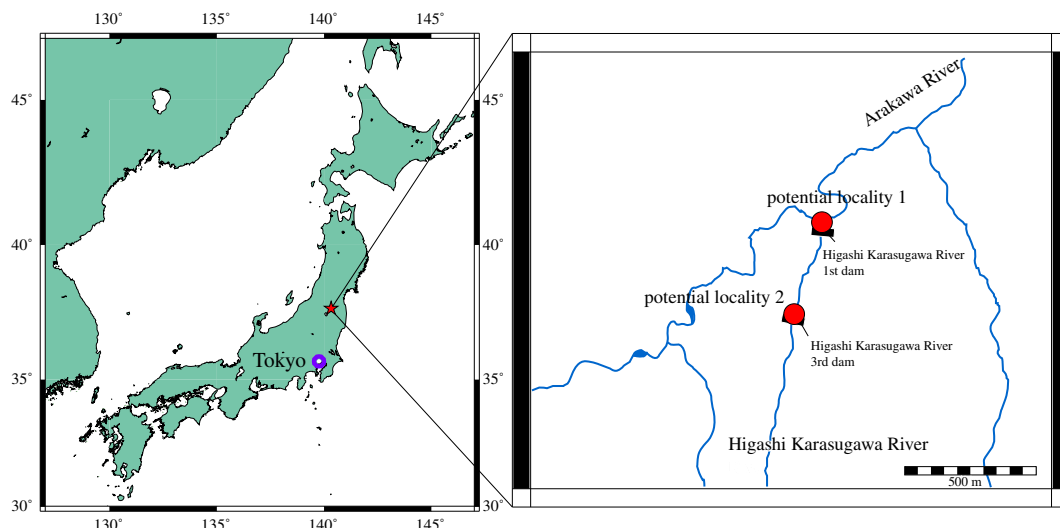 130° 135° 140° 145°
45° 45°
40° 40°
35° 35°
30° 30°
130° 135° 140° 145°
Tokyo
Arakawa River
potential locality 1
Higashi Karasugawa River
1st dam
potential locality 2
Higashi Karasugawa River
3rd dam
Higashi Karasugawa River
500 m